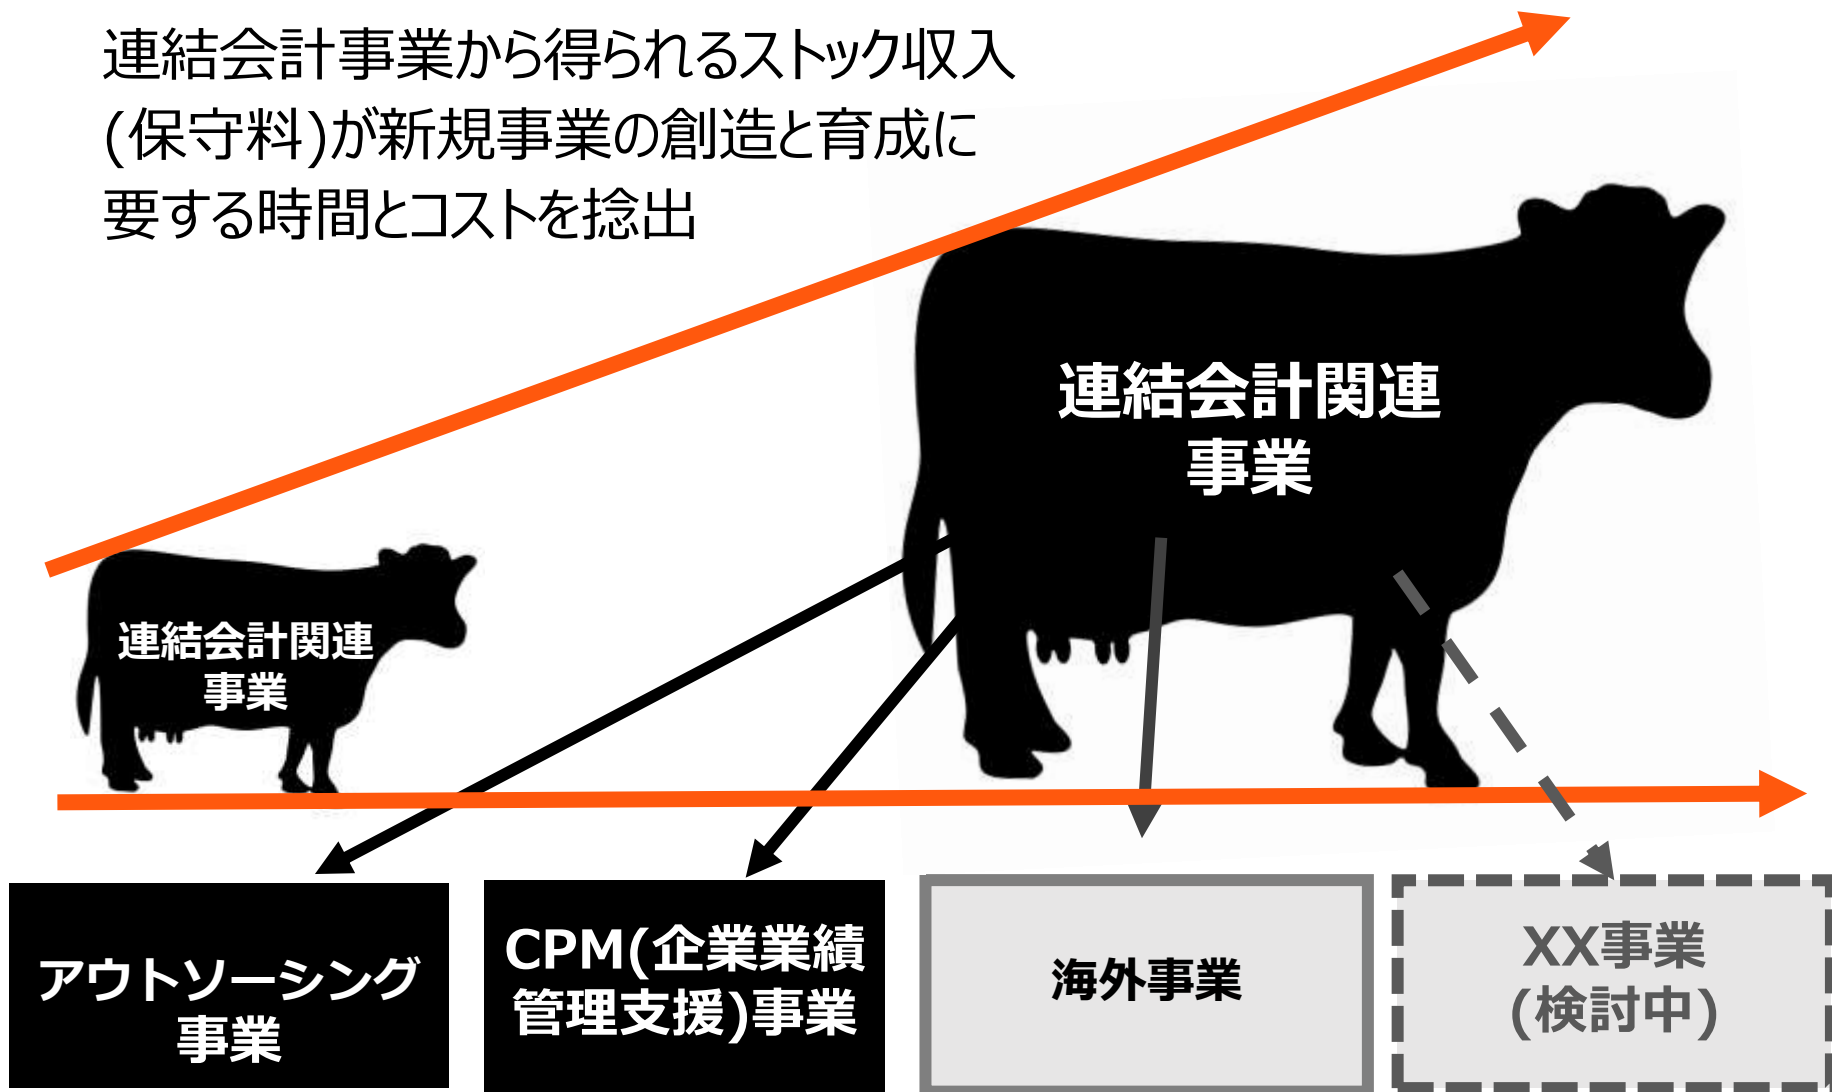 連結会計事業から得られるストック収入
(保守料)が新規事業の創造と育成に
要する時間とコストを捻出
連結会計関連
事業
連結会計関連
事業
アウトソーシング
事業
CPM(企業業績
管理支援)事業
海外事業
XX事業
(検討中)